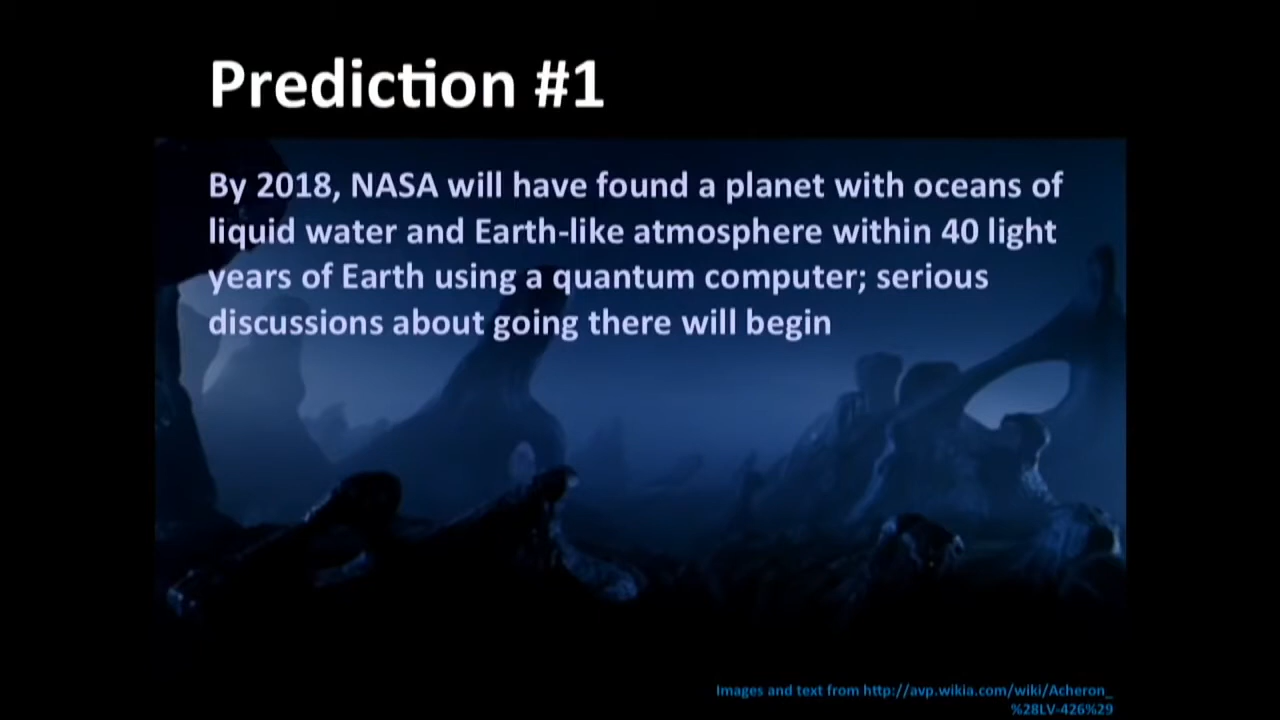 Prediction #1
By 2018, NASA will have found a planet with oceans of
liquid water and Earth-like atmosphere within 40 light
years of Earth using a quantum computer; serious
discussions about going there will begin
Images and text from http://avp.wikia.com/wiki/Acheron_
%28LV-426%29